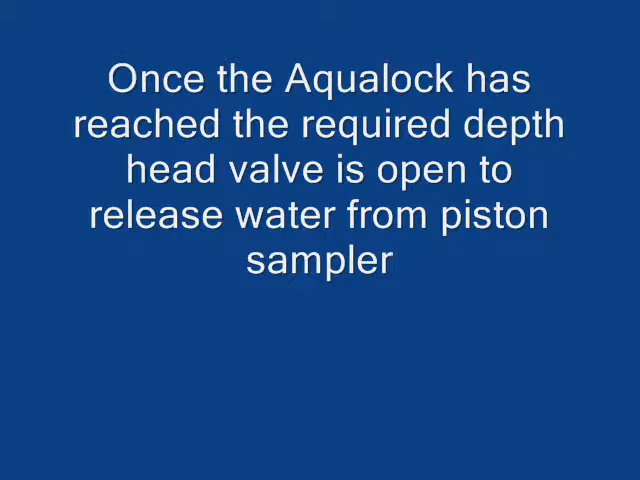 Once the Aqualock has
reached the required depth
head valve is open to
release water from piston
sampler